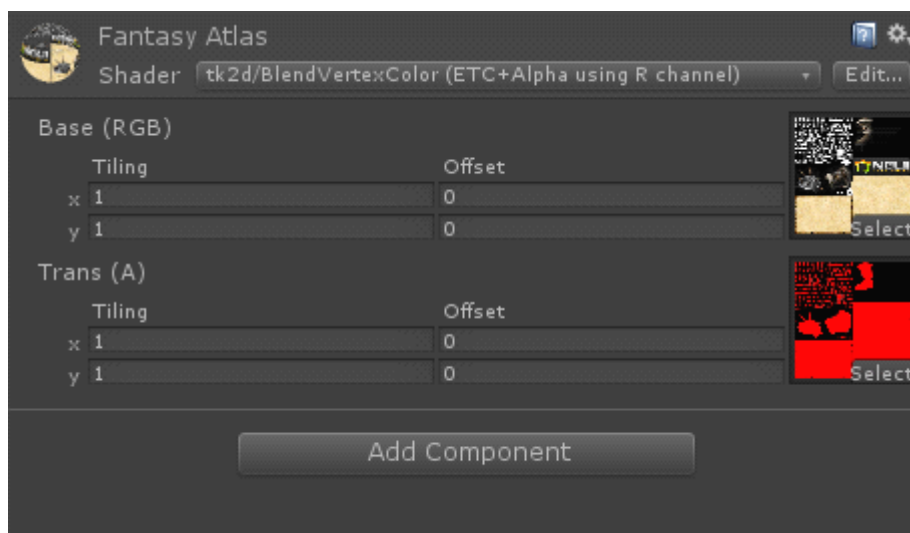 Fantasy Atlas
Shader tk2d/BlendVertexColor (ETC+Alpha using R channel) Edit...
Base (RGB)
Tiling Offset
x 1 0
y 1 0
Select
Trans (A)
Tiling Offset
x 1 0
y 1 0
Select
Add Component